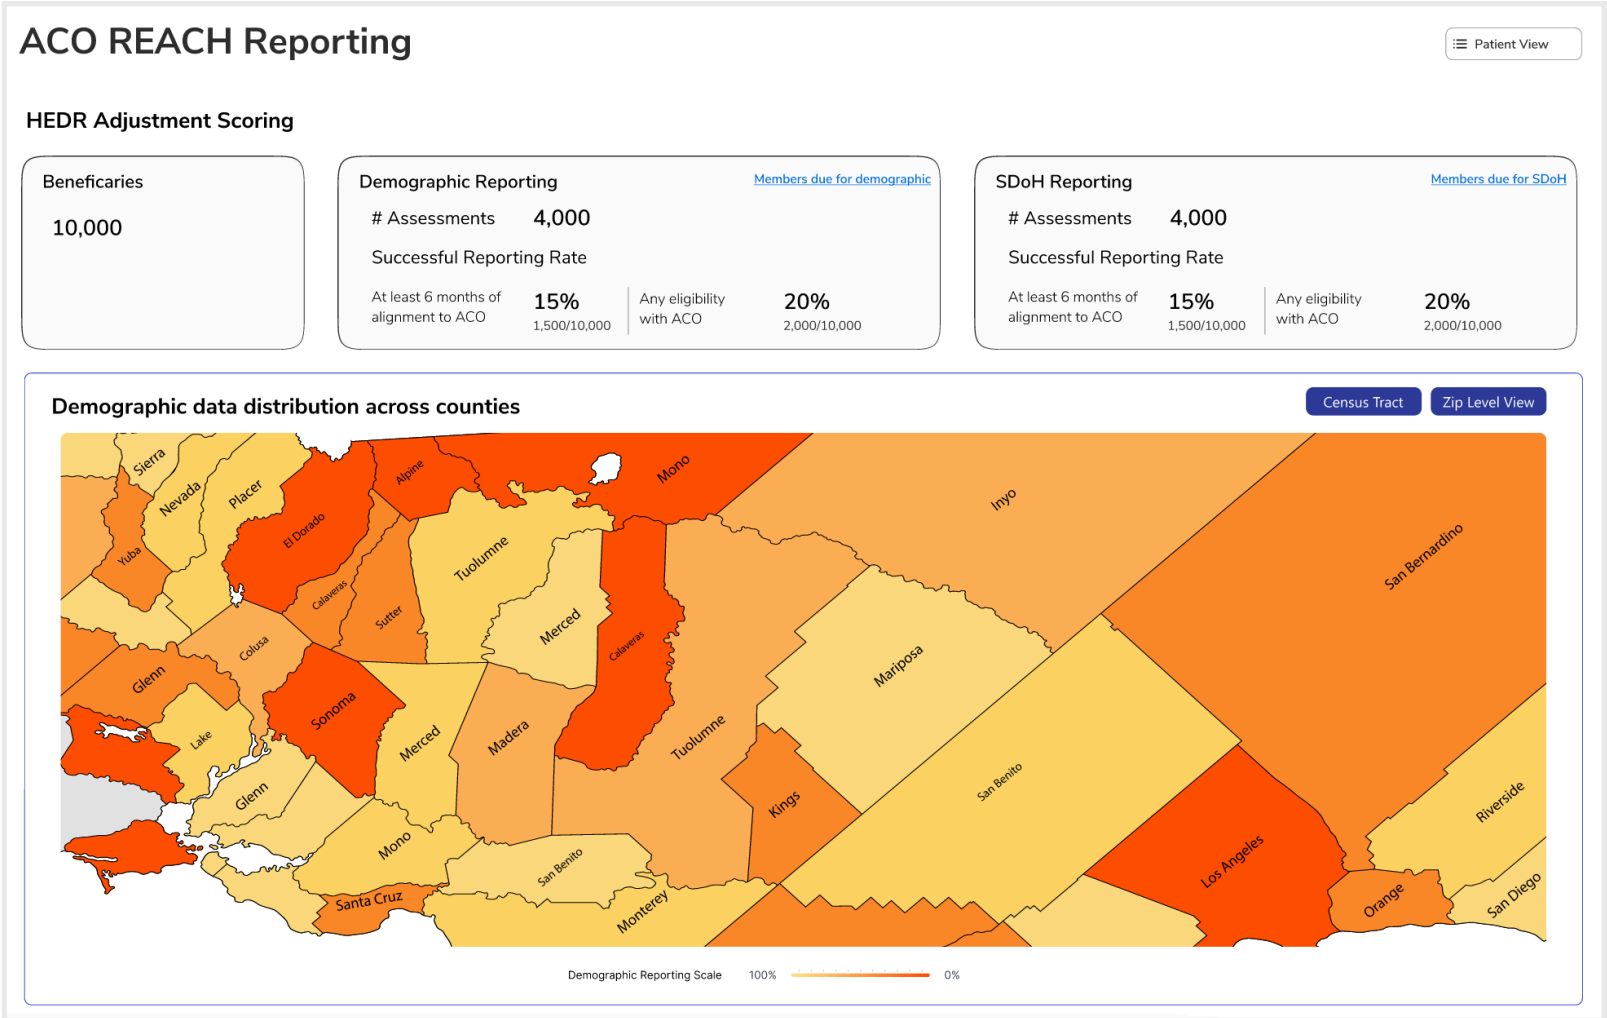 ACO REACH Reporting
Patient View
HEDR Adjustment Scoring
Beneficaries
10,000
Demographic Reporting
Members due for demographic
# Assessments 4,000
Successful Reporting Rate
At least 6 months of
alignment to ACO
15%
1,500/10,000
Any eligibility
with ACO
20%
2,000/10,000
SDoH Reporting
Members due for SDoH
# Assessments 4,000
Successful Reporting Rate
At least 6 months of
alignment to ACO
15%
1,500/10,000
Any eligibility
with ACO
20%
2,000/10,000
Demographic data distribution across counties
Census Tract
Zip Level View
Sierra
Nevada
Placer
El Dorado
Alpine
Mono
Inyo
San Bernardino
Yuba
Calaveras
Sutter
Tuolumne
Merced
Calaveras
Colusa
Glenn
Sonoma
Lake
Merced
Madera
Tuolumne
Mariposa
Kings
San Benito
Glenn
Mono
San Benito
Santa Cruz
Monterey
Los Angeles
Riverside
Orange
San Diego
Demographic Reporting Scale 100% 0%